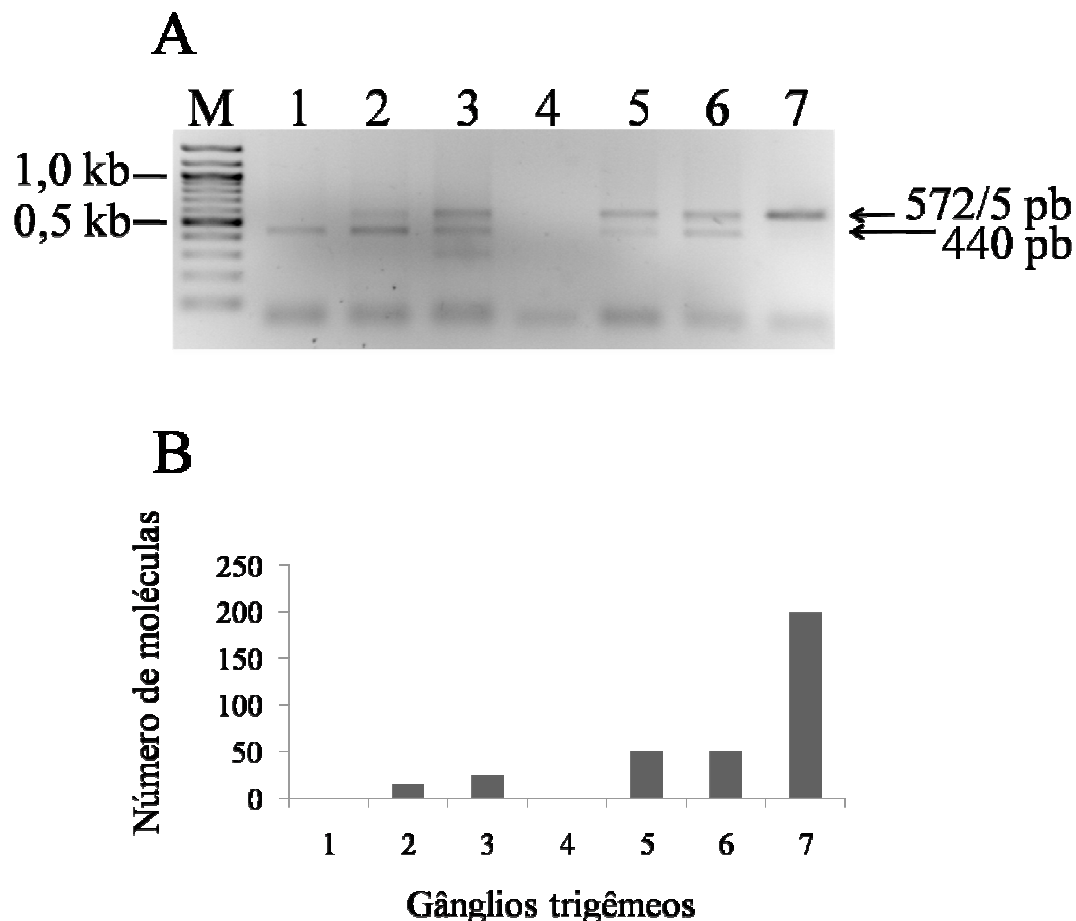 A
M 1 2 3 4 5 6 7
1,0 kb
0,5 kb
572/5 pb
440 pb
B
Número de moléculas
250
200
150
100
50
0
1 2 3 4 5 6 7
Gânglios trigêmeos